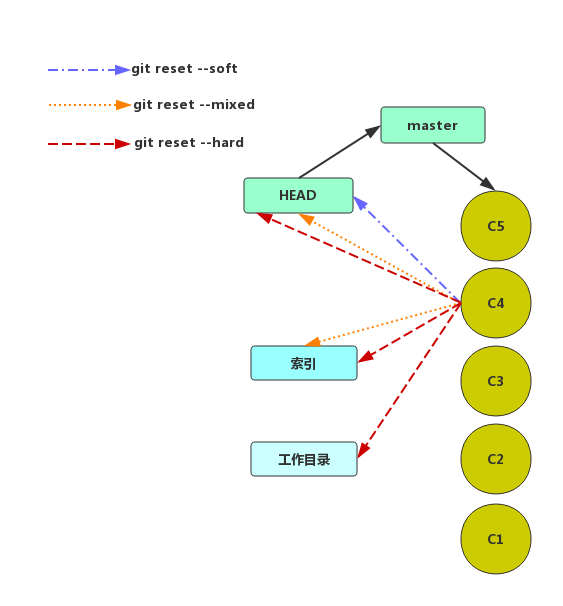 git reset --soft
git reset --mixed
git reset --hard
master
HEAD
C5
C4
索引
C3
工作目录
C2
C1